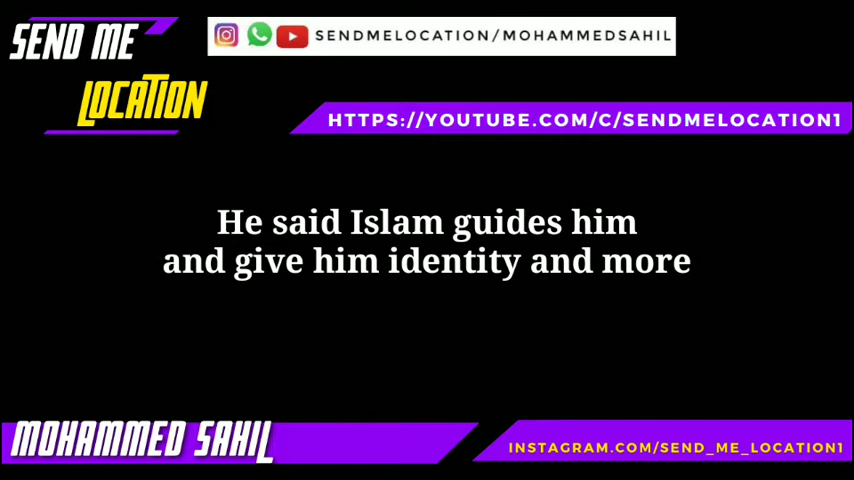 SEND ME
LOCATION
SENDMELOCATION/MOHAMMEDSAHIL
HTTPS://YOUTUBE.COM/C/SENDMELOCATION1
He said Islam guides him
and give him identity and more
MOHAMMED SAHIL
INSTAGRAM.COM/SEND_ME_LOCATION1